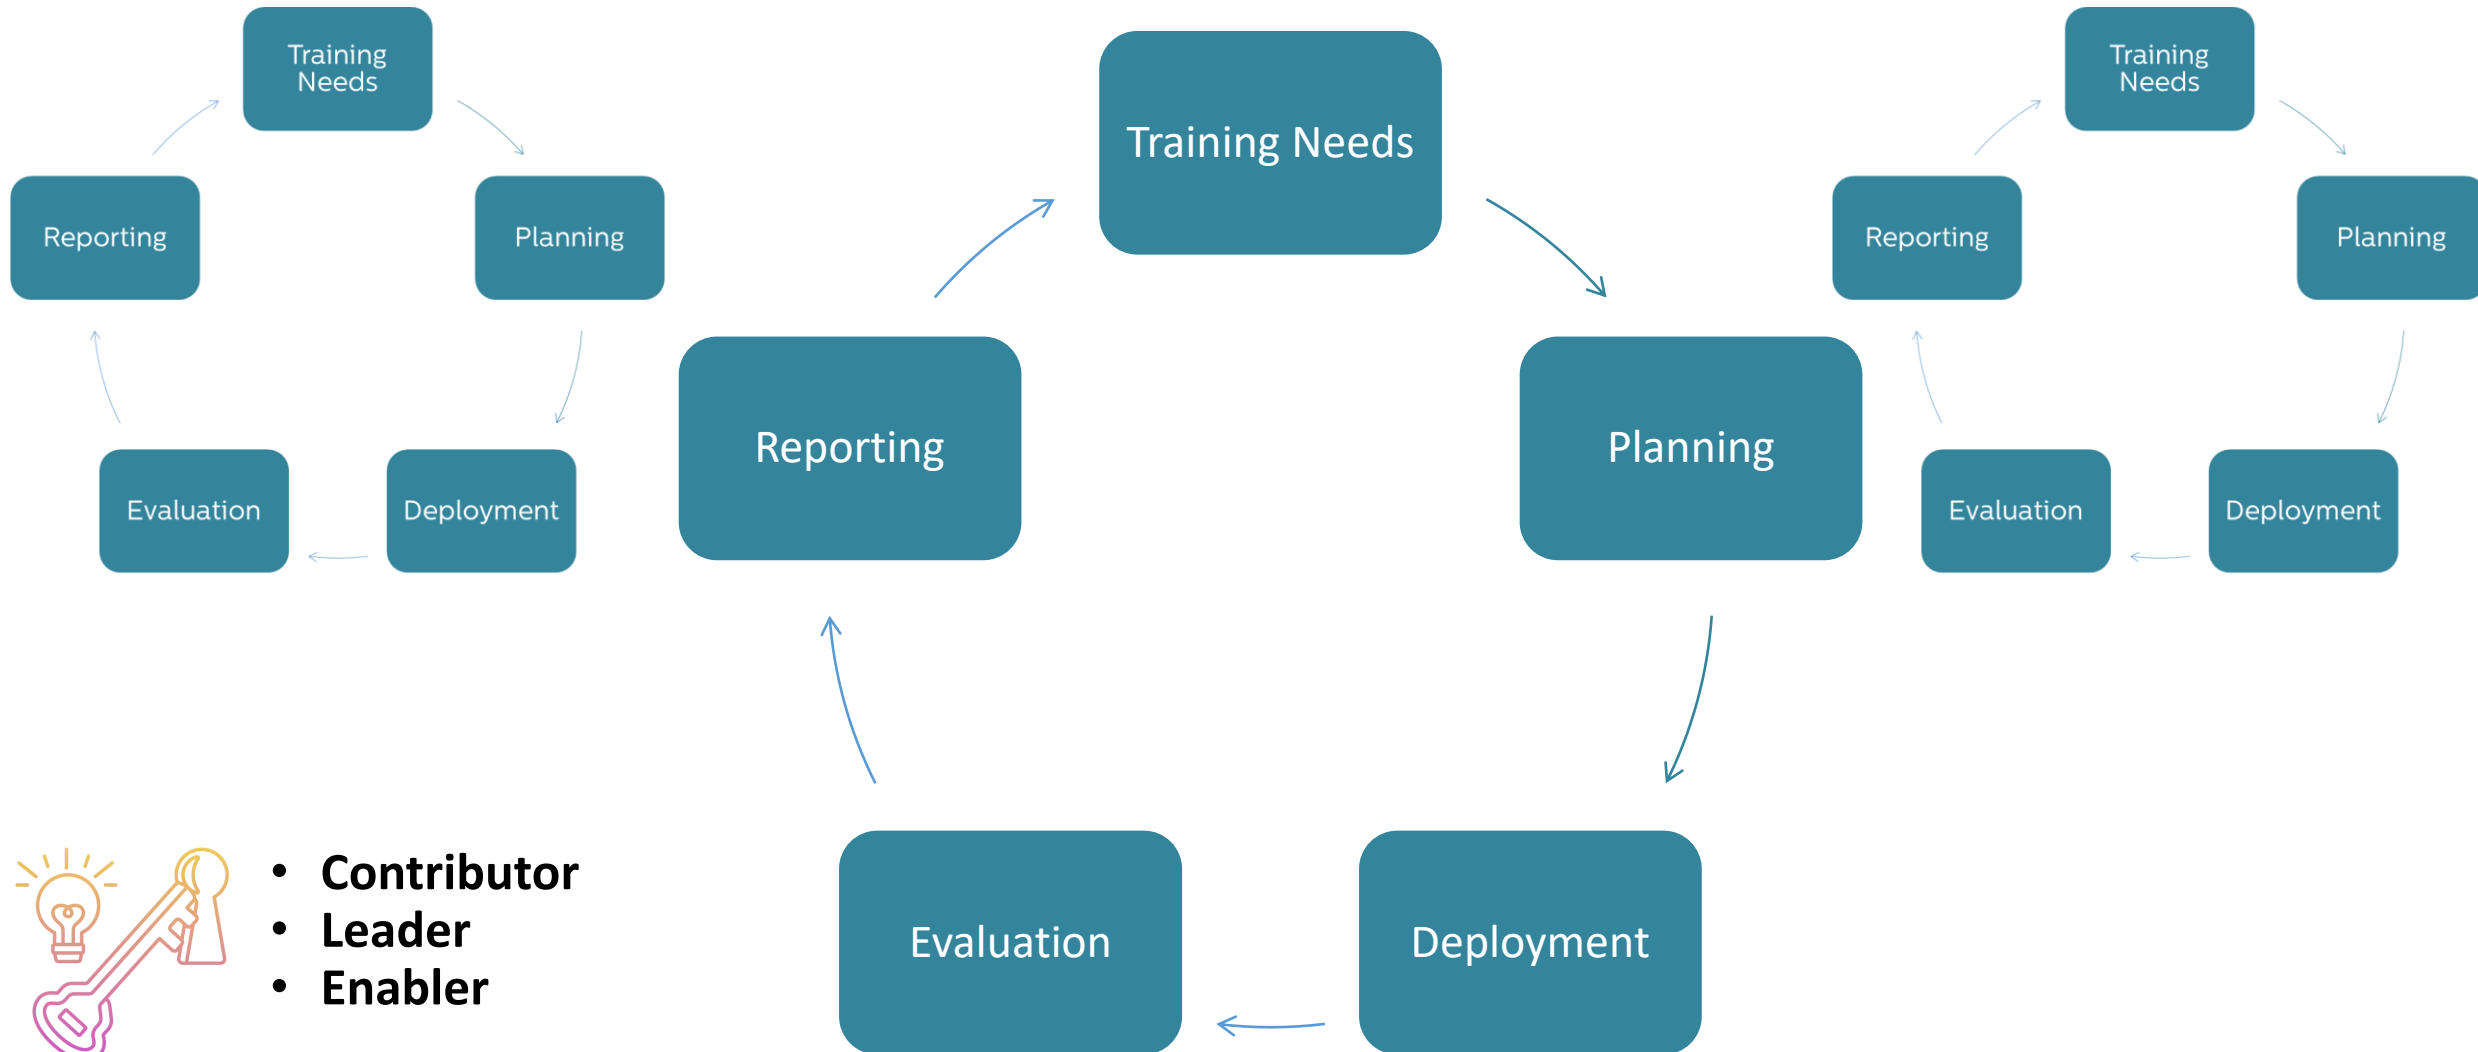 Training
Needs
Reporting
Planning
Evaluation
Deployment
Training Needs
Reporting
Planning
Evaluation
Deployment
Training
Needs
Reporting
Planning
Evaluation
Deployment
• Contributor
• Leader
• Enabler